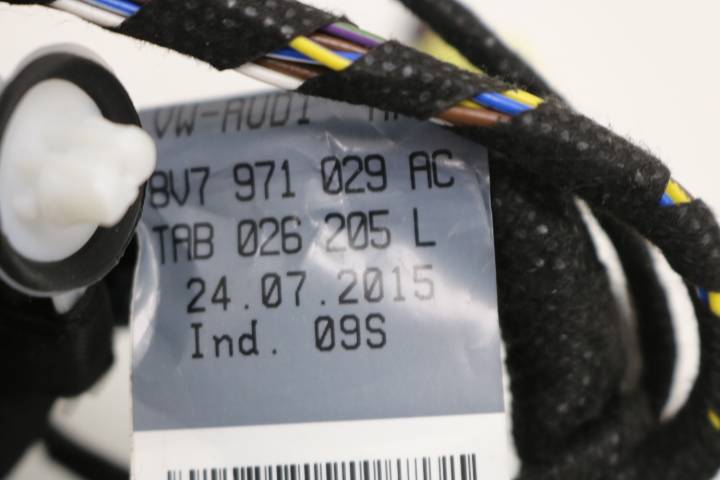 VW-AUDI
8V7 971 029 AC
TAB 026 205 L
24.07.2015
Ind. 09S